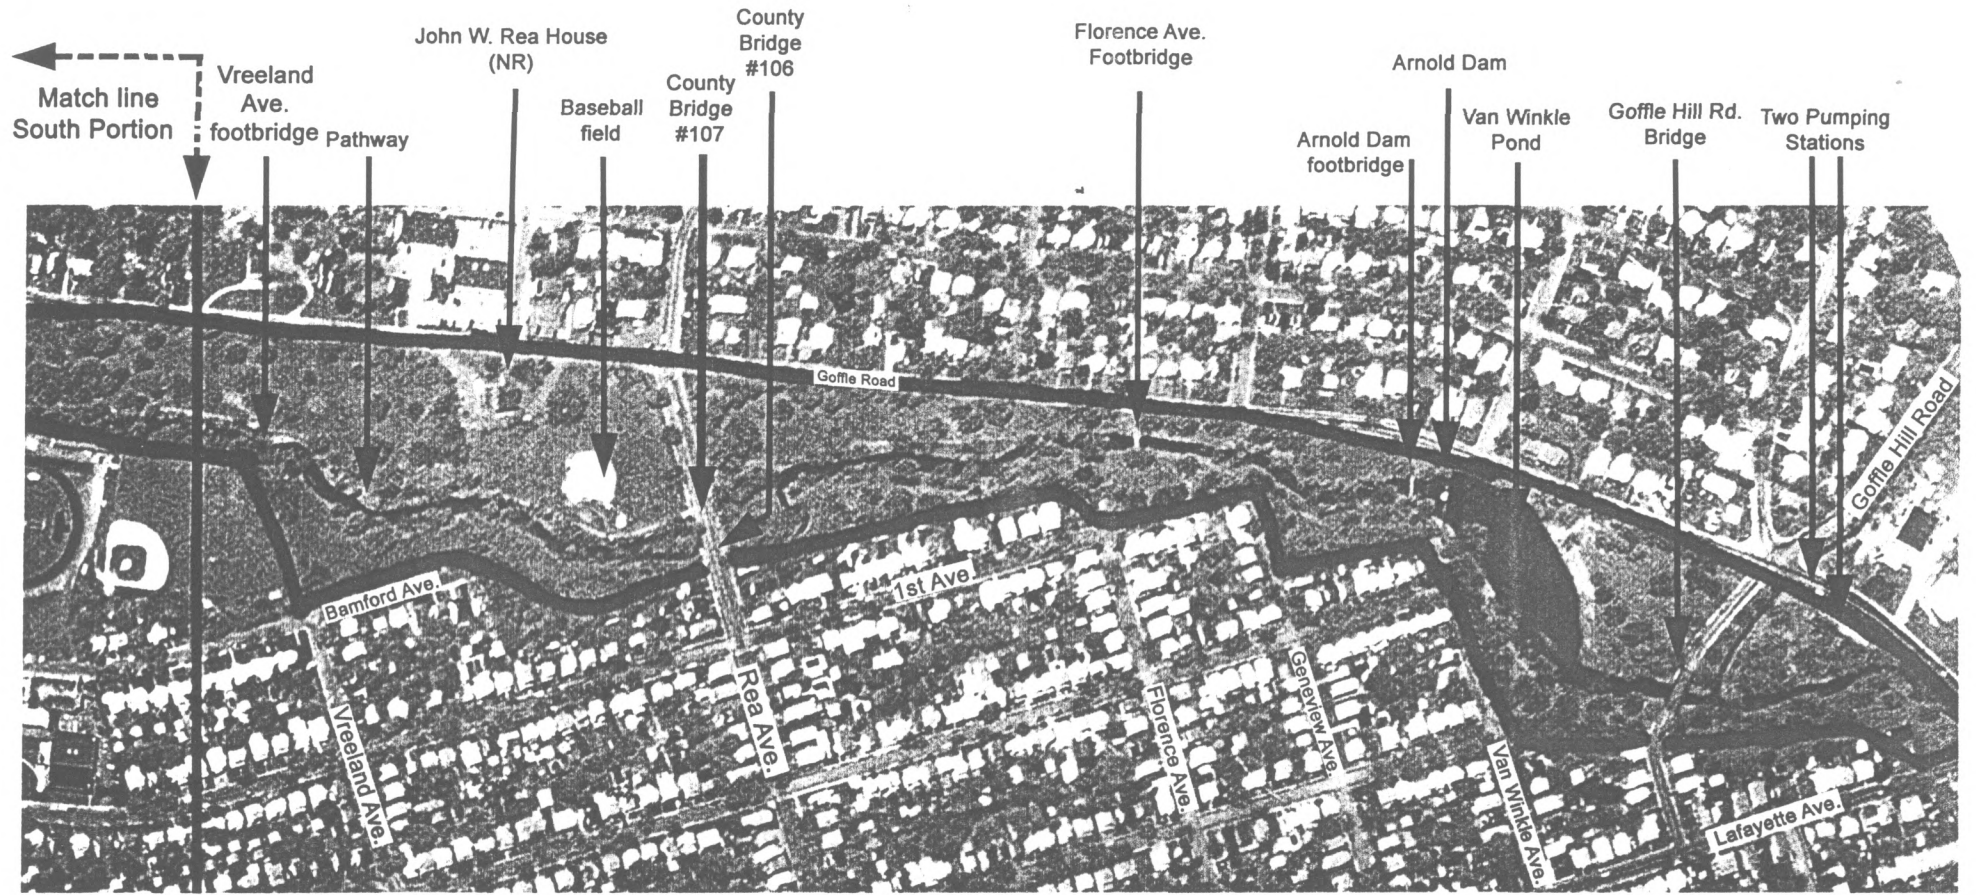 Match line
South Portion
Vreeland
Ave.
footbridge
Pathway
John W. Rea House
(NR)
Baseball
field
County
Bridge
#107
County
Bridge
#106
Florence Ave.
Footbridge
Arnold Dam
footbridge
Arnold Dam
Van Winkle
Pond
Goffle Hill Rd.
Bridge
Two Pumping
Stations
Goffle Road
Goffle Hill Road
Bamford Ave.
1st Ave.
Vreeland Ave.
Rea Ave.
Florence Ave.
Geneview Ave.
Van Winkle Ave.
Lafayette Ave.